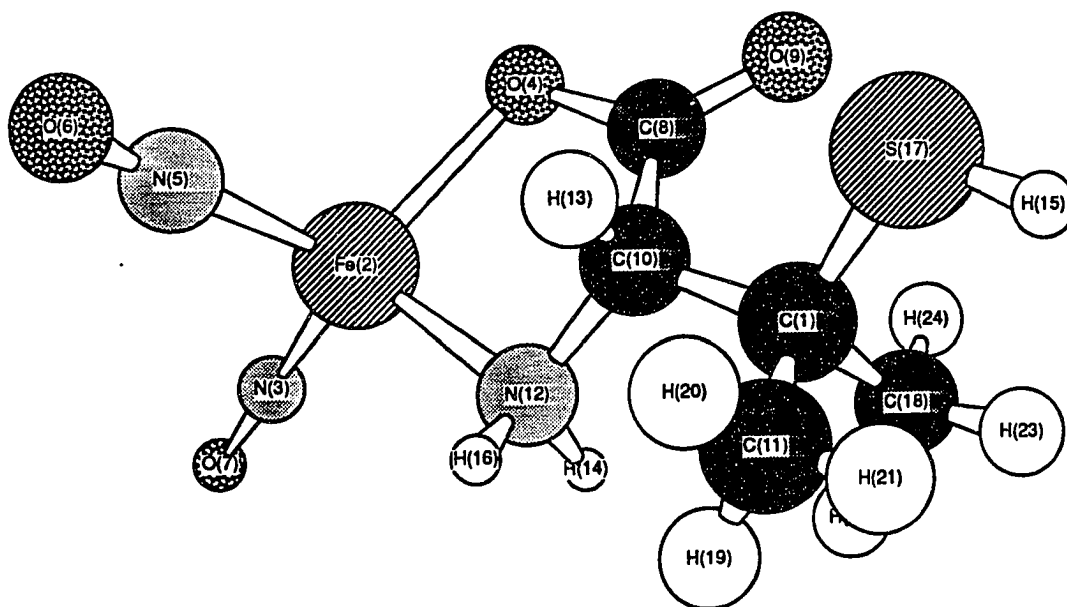 O(9)
O(4)
O(6)
C(8)
S(17)
N(5)
H(13)
H(15)
Fe(2)
C(10)
C(1)
H(24)
N(3)
N(12)
H(20)
C(18)
H(23)
C(11)
O(7)
H(16)
H(14)
H(21)
H(
H(19)